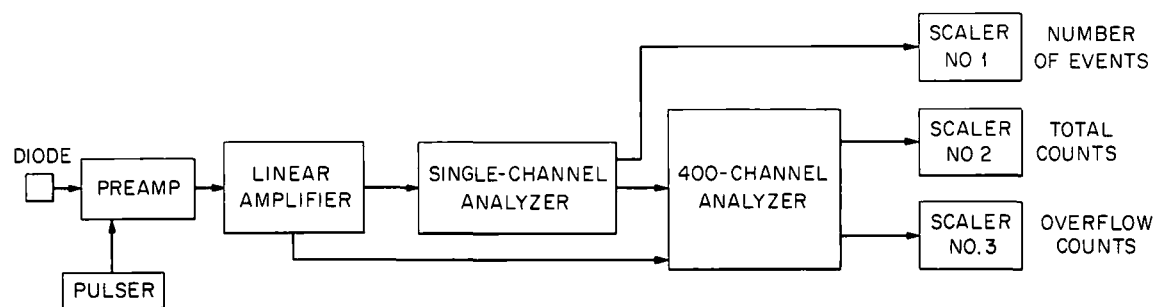 DIODE
PREAMP
PULSER
LINEAR
AMPLIFIER
SINGLE-CHANNEL
ANALYZER
400-CHANNEL
ANALYZER
SCALER
NO 1
NUMBER
OF EVENTS
SCALER
NO 2
TOTAL
COUNTS
SCALER
NO. 3
OVERFLOW
COUNTS